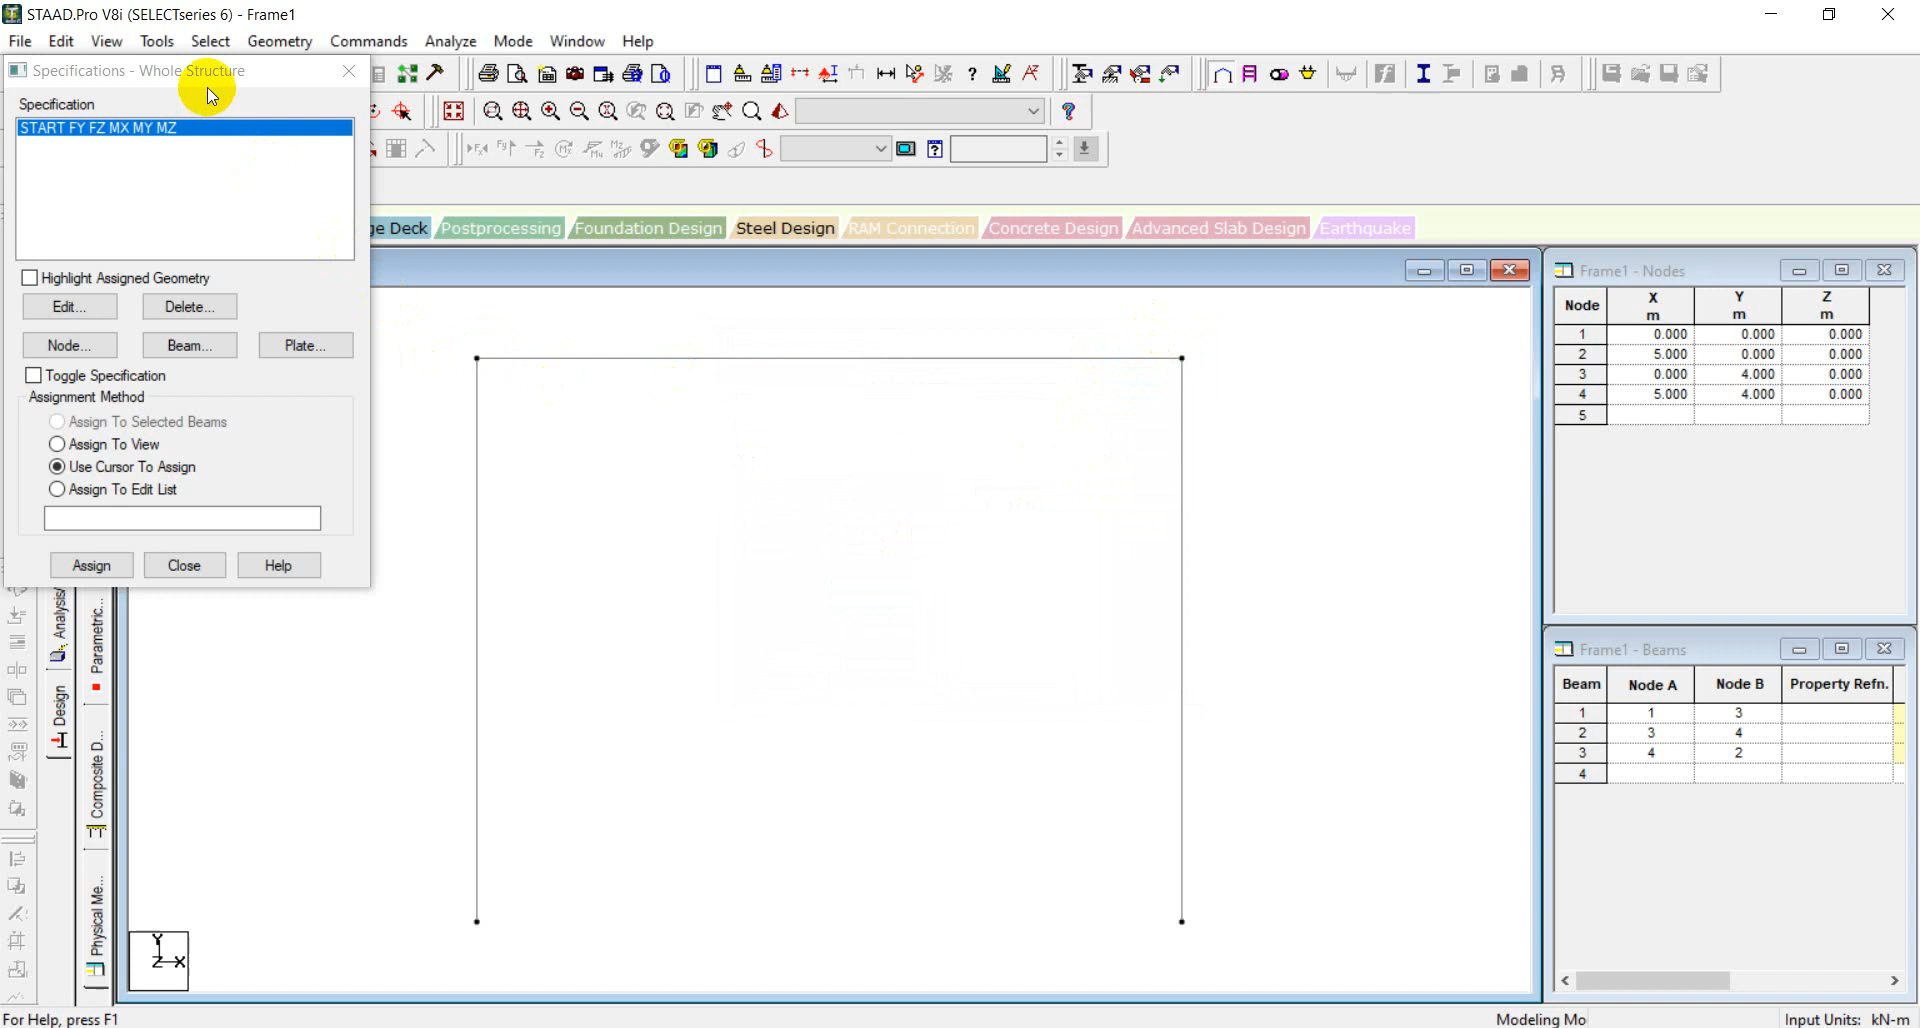 STAAD.Pro V8i (SELECTseries 6) - Frame1
File Edit View Tools Select Geometry Commands Analyze Mode Window Help
Specifications - Whole Structure
Specification
START FY FZ MX MY MZ
Highlight Assigned Geometry
Edit... Delete...
Node... Beam... Plate...
Toggle Specification
Assignment Method
Assign To Selected Beams
Assign To View
Use Cursor To Assign
Assign To Edit List
Assign Close Help
ge Deck Postprocessing Foundation Design Steel Design RAM Connection Concrete Design Advanced Slab Design Earthquake
Frame1 - Nodes
Node X m Y m Z m
1 0.000 0.000 0.000
2 5.000 0.000 0.000
3 0.000 4.000 0.000
4 5.000 4.000 0.000
5
Frame1 - Beams
Beam Node A Node B Property Refn.
1 1 3
2 3 4
3 4 2
4
Analysis/
Design
Parametric...
Composite D...
Physical Me...
Y
Z X
For Help, press F1
Modeling Mo
Input Units: kN-m